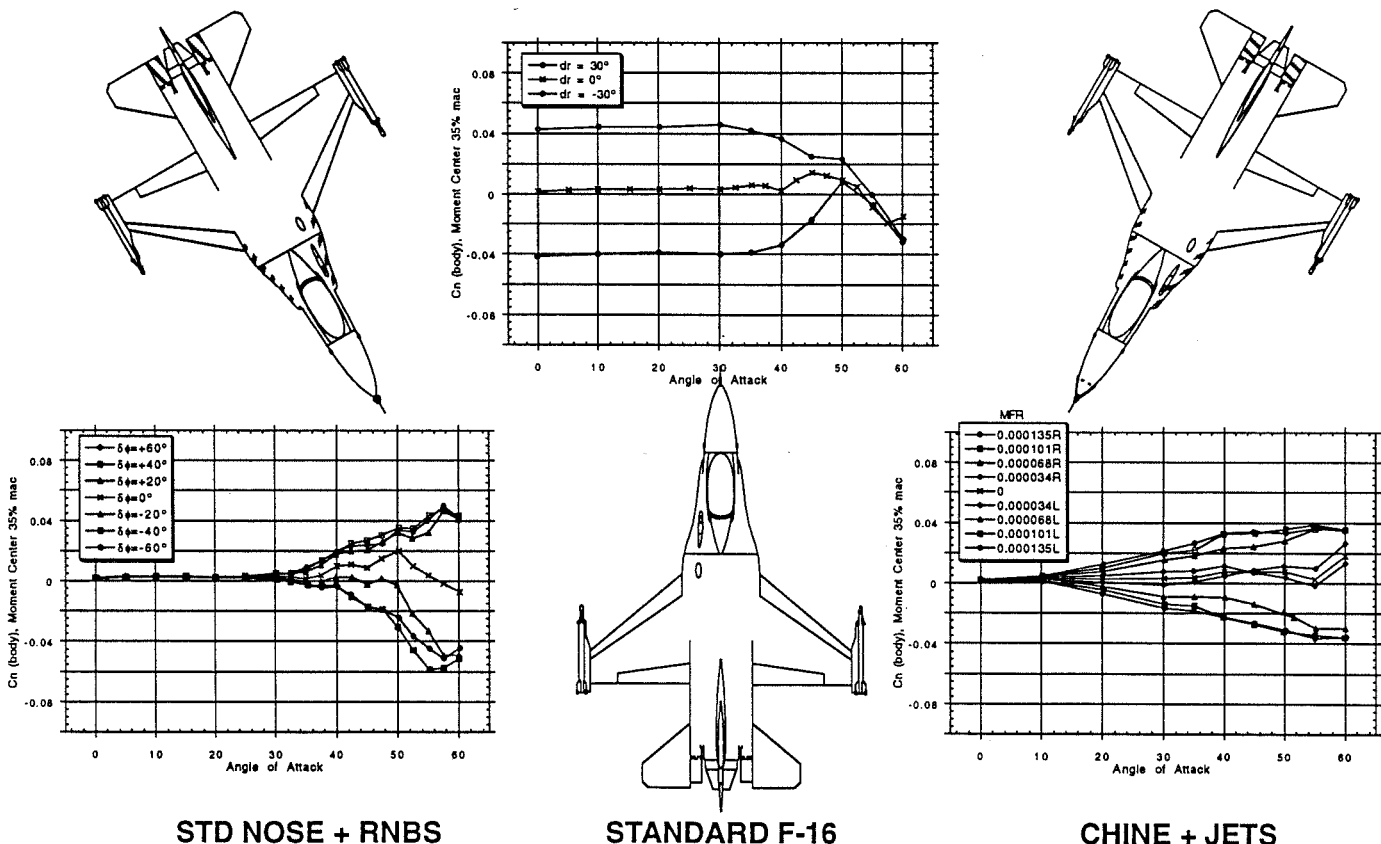 dr = 30°
dr = 0°
dr = -30°
Cn (body), Moment Center 35% mac
0.08
0.04
0
-0.04
-0.08
0 10 20 30 40 50 60
Angle of Attack
δϕ=+60°
δϕ=+40°
δϕ=+20°
δϕ=0°
δϕ=-20°
δϕ=-40°
δϕ=-60°
Cn (body), Moment Center 35% mac
0.08
0.04
0
-0.04
-0.08
0 10 20 30 40 50 60
Angle of Attack
MFR
0.000135R
0.000101R
0.000068R
0.000034R
0
0.000034L
0.000068L
0.000101L
0.000135L
Cn (body), Moment Center 35% mac
0.08
0.04
0
-0.04
-0.08
0 10 20 30 40 50 60
Angle of Attack
STD NOSE + RNBS
STANDARD F-16
CHINE + JETS